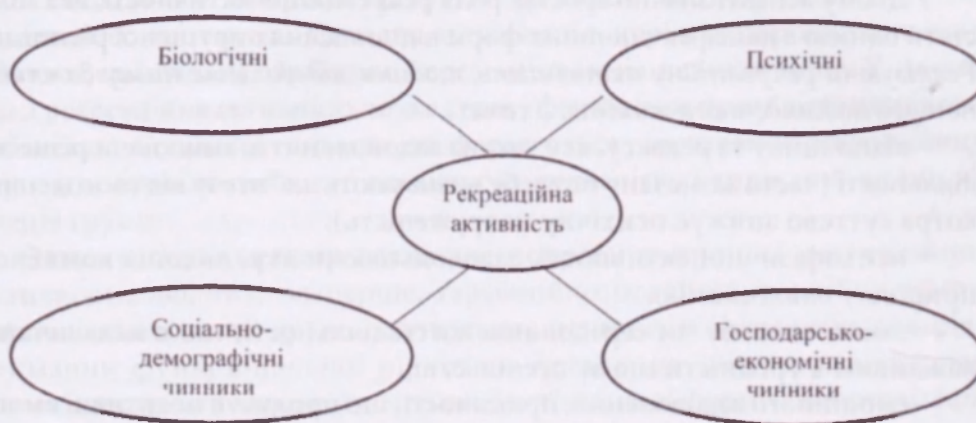 Біологічні
Психічні
Рекреаційна
активність
Соціально-
демографічні
чинники
Господарсько-
економічні
чинники